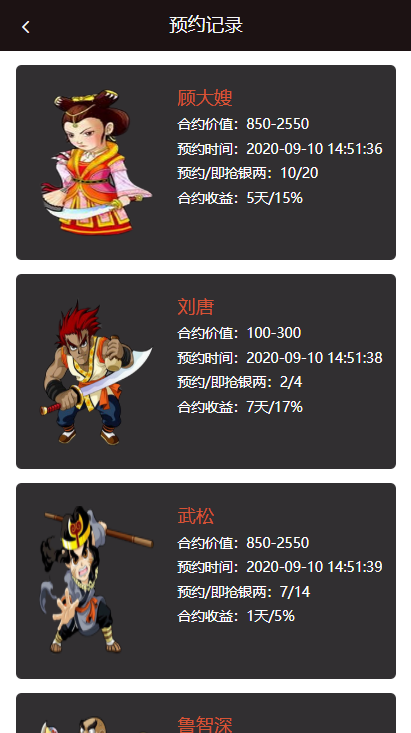 预约记录
顾大嫂
合约价值：850-2550
预约时间：2020-09-10 14:51:36
预约/即抢银两：10/20
合约收益：5天/15%
刘唐
合约价值：100-300
预约时间：2020-09-10 14:51:38
预约/即抢银两：2/4
合约收益：7天/17%
武松
合约价值：850-2550
预约时间：2020-09-10 14:51:39
预约/即抢银两：7/14
合约收益：1天/5%
鲁智深